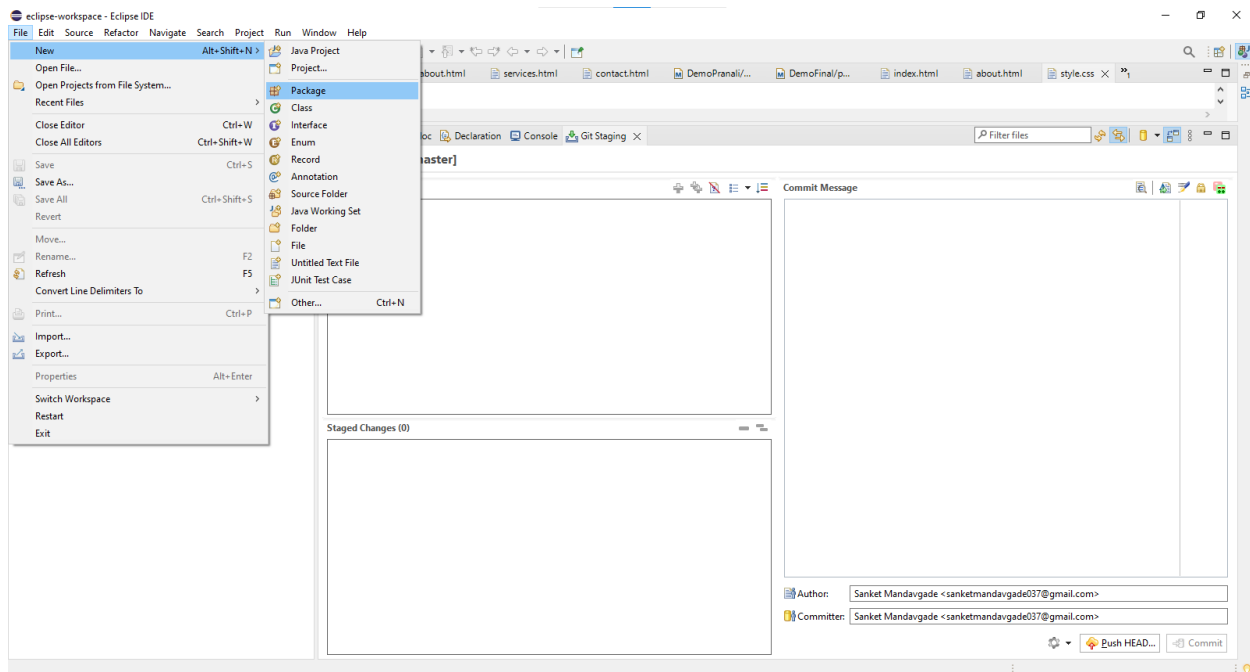 eclipse-workspace - Eclipse IDE
File Edit Source Refactor Navigate Search Project Run Window Help
New Alt+Shift+N >
Open File...
Open Projects from File System...
Recent Files >
Close Editor Ctrl+W
Close All Editors Ctrl+Shift+W
Save Ctrl+S
Save As...
Save All Ctrl+Shift+S
Revert
Move...
Rename... F2
Refresh F5
Convert Line Delimiters To >
Print... Ctrl+P
Import...
Export...
Properties Alt+Enter
Switch Workspace >
Restart
Exit
Java Project
Project...
Package
Class
Interface
Enum
Record
Annotation
Source Folder
Java Working Set
Folder
File
Untitled Text File
JUnit Test Case
Other... Ctrl+N
about.html services.html contact.html DemoPranali/... DemoFinal/p... index.html about.html style.css »1
oc Declaration Console Git Staging Filter files
aster]
Commit Message
Staged Changes (0)
Author: Sanket Mandavgade <sanketmandavgade037@gmail.com>
Committer: Sanket Mandavgade <sanketmandavgade037@gmail.com>
Push HEAD... Commit